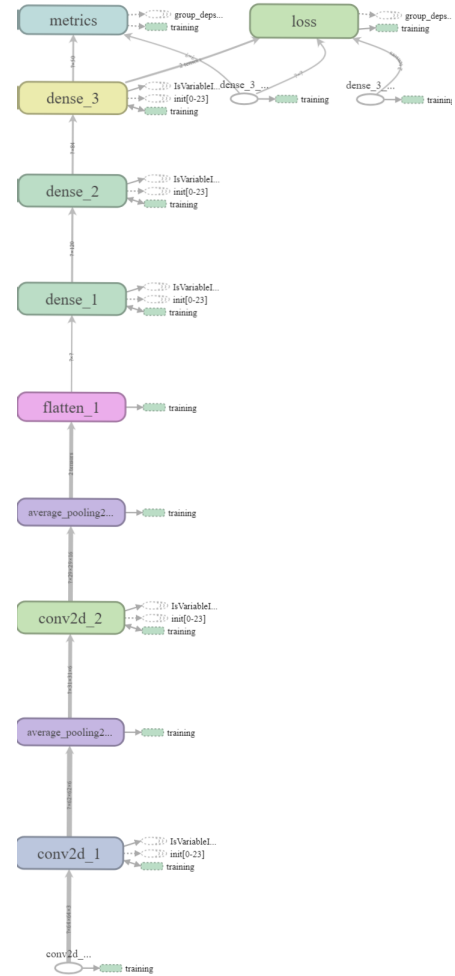 metrics
group_deps...
training
loss
group_deps...
training
dense_3
IsVariableI...
init[0-23]
training
dense_3_...
training
dense_3_...
training
dense_2
IsVariableI...
init[0-23]
training
dense_1
IsVariableI...
init[0-23]
training
flatten_1
training
average_pooling2...
training
conv2d_2
IsVariableI...
init[0-23]
training
average_pooling2...
training
conv2d_1
IsVariableI...
init[0-23]
training
conv2d_...
training